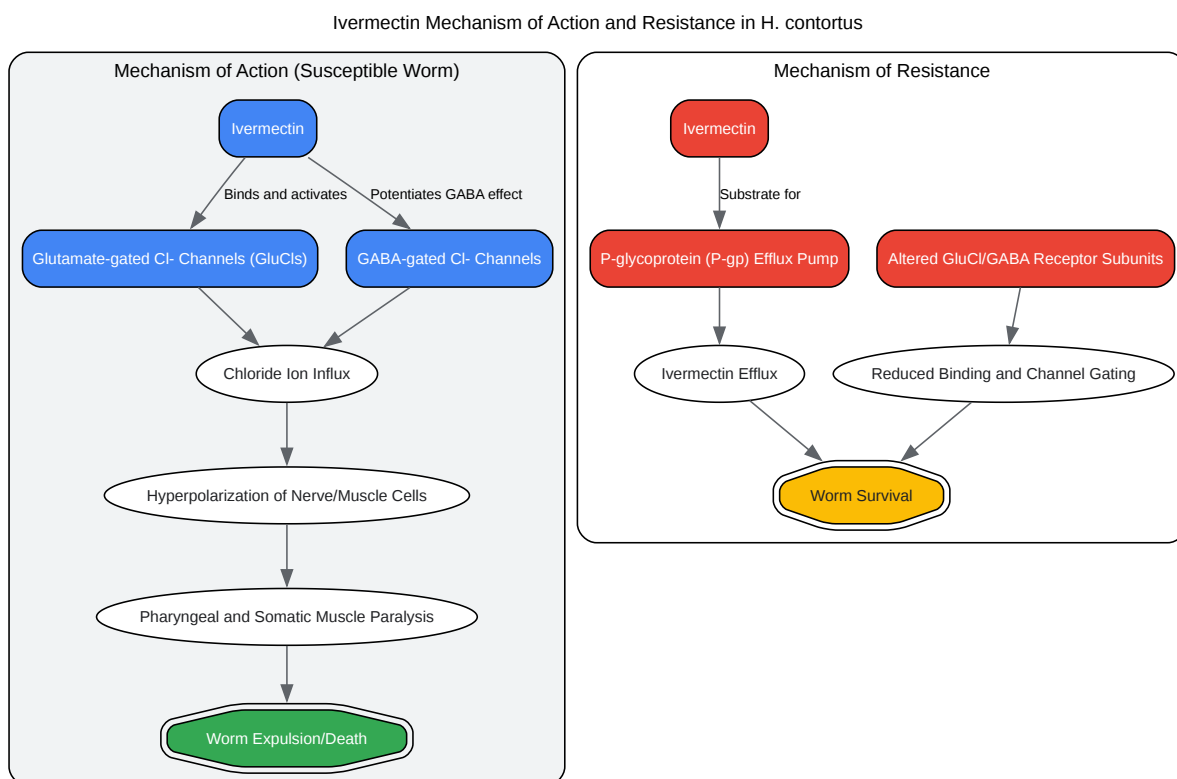 Ivermectin Mechanism of Action and Resistance in H. contortus
Mechanism of Action (Susceptible Worm)
Ivermectin
Binds and activates
Potentiates GABA effect
Glutamate-gated Cl- Channels (GluCls)
GABA-gated Cl- Channels
Chloride Ion Influx
Hyperpolarization of Nerve/Muscle Cells
Pharyngeal and Somatic Muscle Paralysis
Worm Expulsion/Death
Mechanism of Resistance
Ivermectin
Substrate for
P-glycoprotein (P-gp) Efflux Pump
Altered GluCl/GABA Receptor Subunits
Ivermectin Efflux
Reduced Binding and Channel Gating
Worm Survival